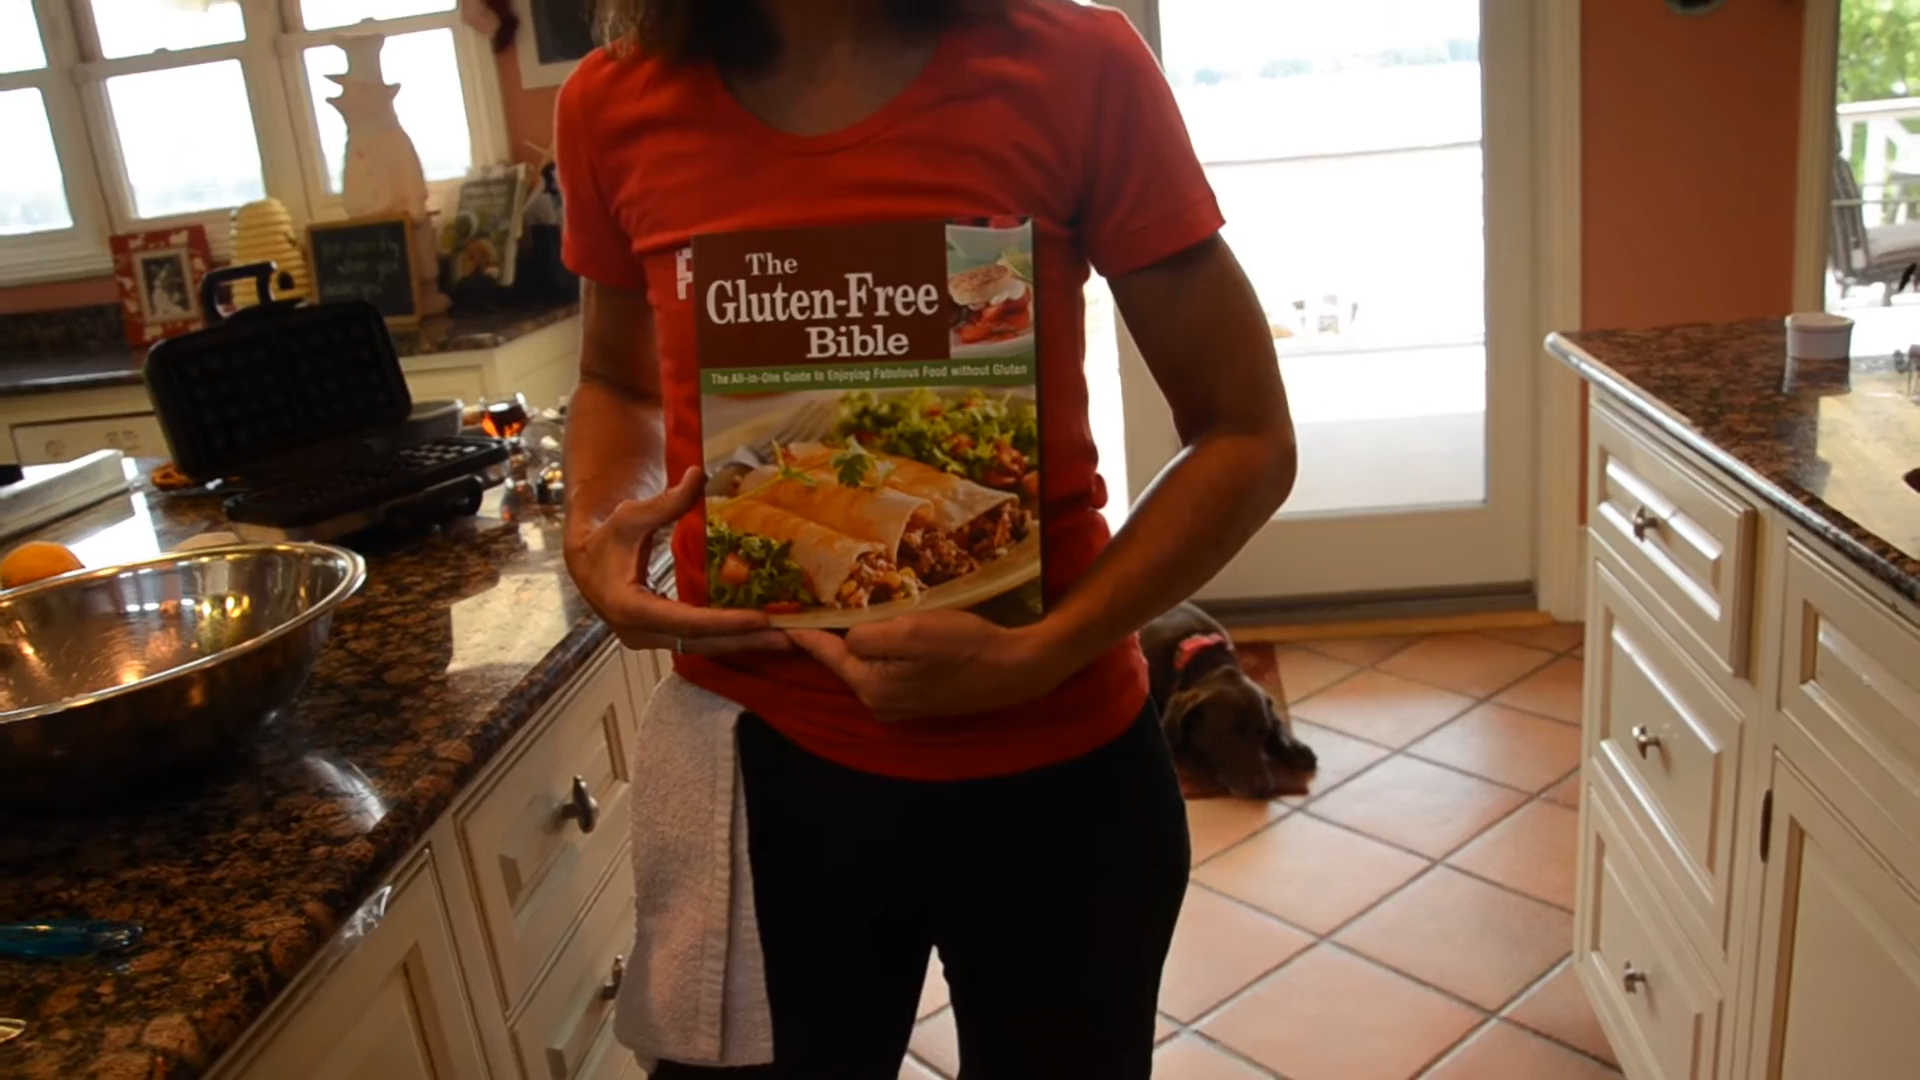 The
Gluten-Free
Bible
The All-in-One Guide to Enjoying Fabulous Food without Gluten